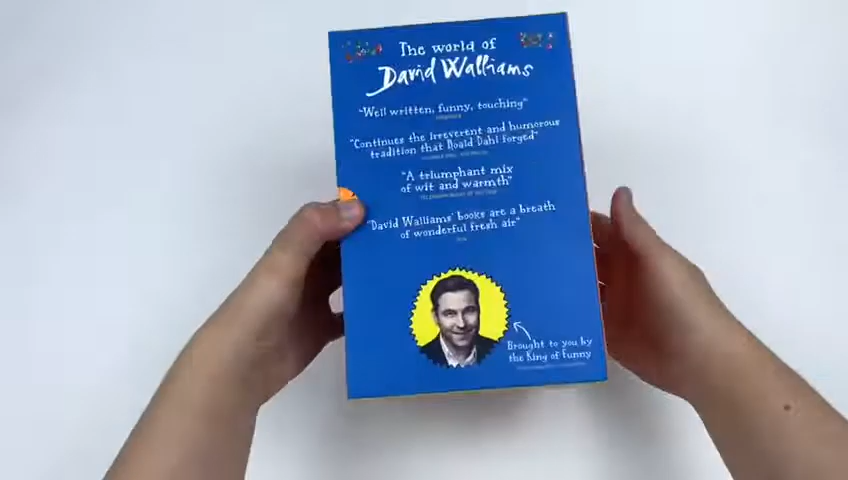 The world of
David Walliams
"Well written, funny, touching"
"Continues the irreverent and humorous
tradition that Roald Dahl forged"
"A triumphant mix
of wit and warmth"
"David Walliams' books are a breath
of wonderful fresh air"
Brought to you by
the King of Funny